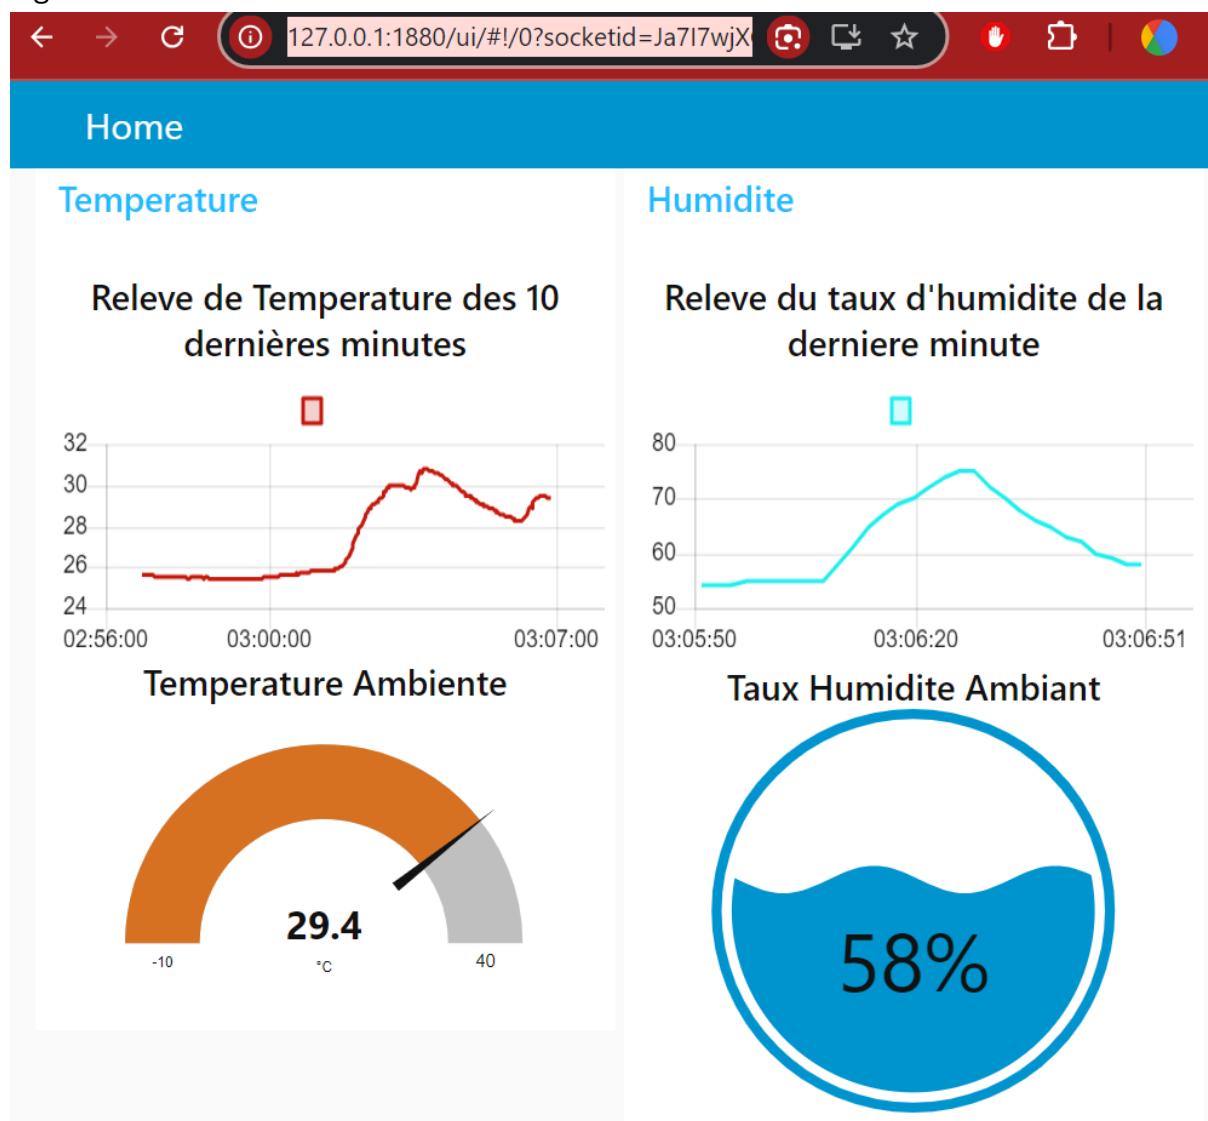 127.0.0.1:1880/ui/#!/0?socketid=Ja7I7wjX
Home
Temperature
Releve de Temperature des 10
dernières minutes
32
30
28
26
24
02:56:00 03:00:00 03:07:00
Temperature Ambiente
29.4
-10 °C 40
Humidite
Releve du taux d'humidite de la
derniere minute
80
70
60
50
03:05:50 03:06:20 03:06:51
Taux Humidite Ambiant
58%